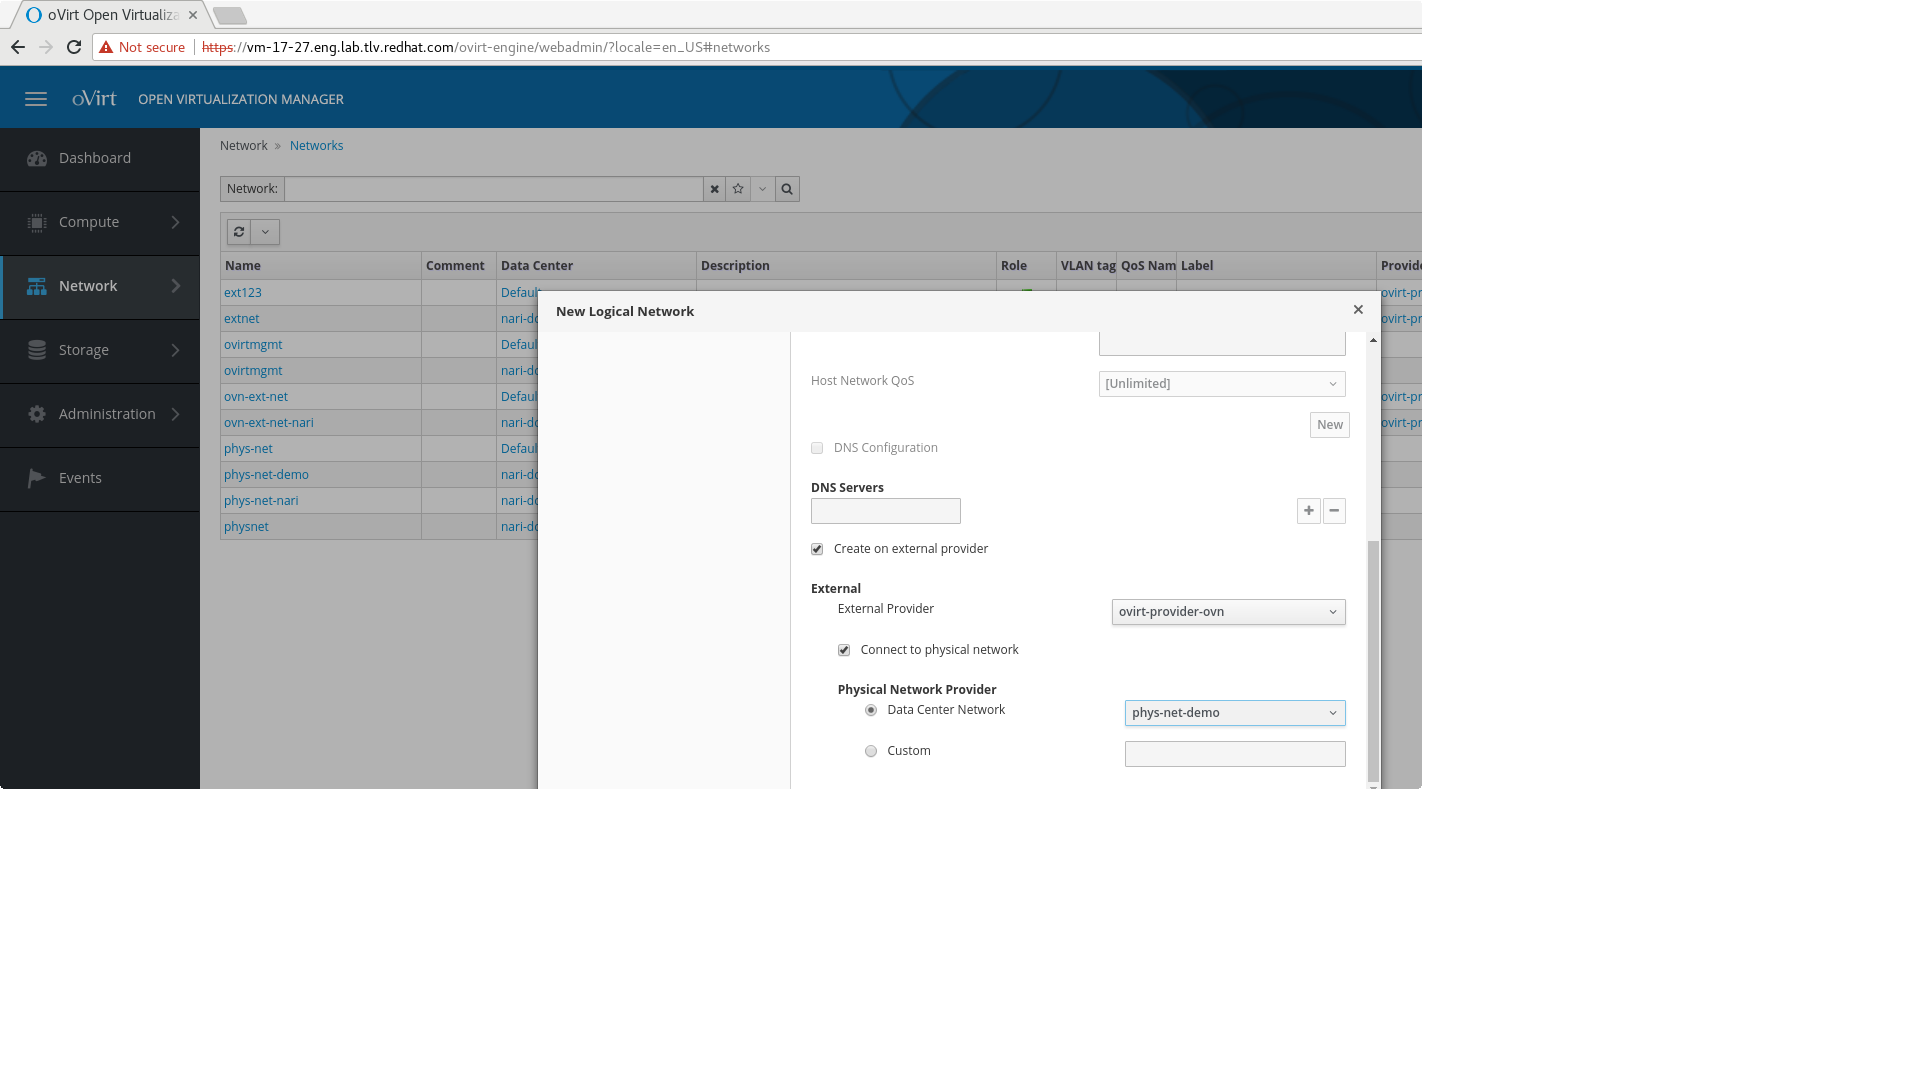 oVirt Open Virtualiza
Not secure https://vm-17-27.eng.lab.tlv.redhat.com/ovirt-engine/webadmin/?locale=en_US#networks
oVirt OPEN VIRTUALIZATION MANAGER
Dashboard
Compute
Network
Storage
Administration
Events
Network » Networks
Network:
Name Comment Data Center Description Role VLAN tag QoS Nam Label Provide
ext123 Defaul ovirt-pr
extnet nari-dc ovirt-pr
ovirtmgmt Defaul
ovirtmgmt nari-dc
ovn-ext-net Defaul ovirt-pr
ovn-ext-net-nari nari-dc ovirt-pr
phys-net Defaul
phys-net-demo nari-dc
phys-net-nari nari-dc
physnet nari-dc
New Logical Network
Host Network QoS [Unlimited]
New
DNS Configuration
DNS Servers
Create on external provider
External
External Provider ovirt-provider-ovn
Connect to physical network
Physical Network Provider
Data Center Network phys-net-demo
Custom